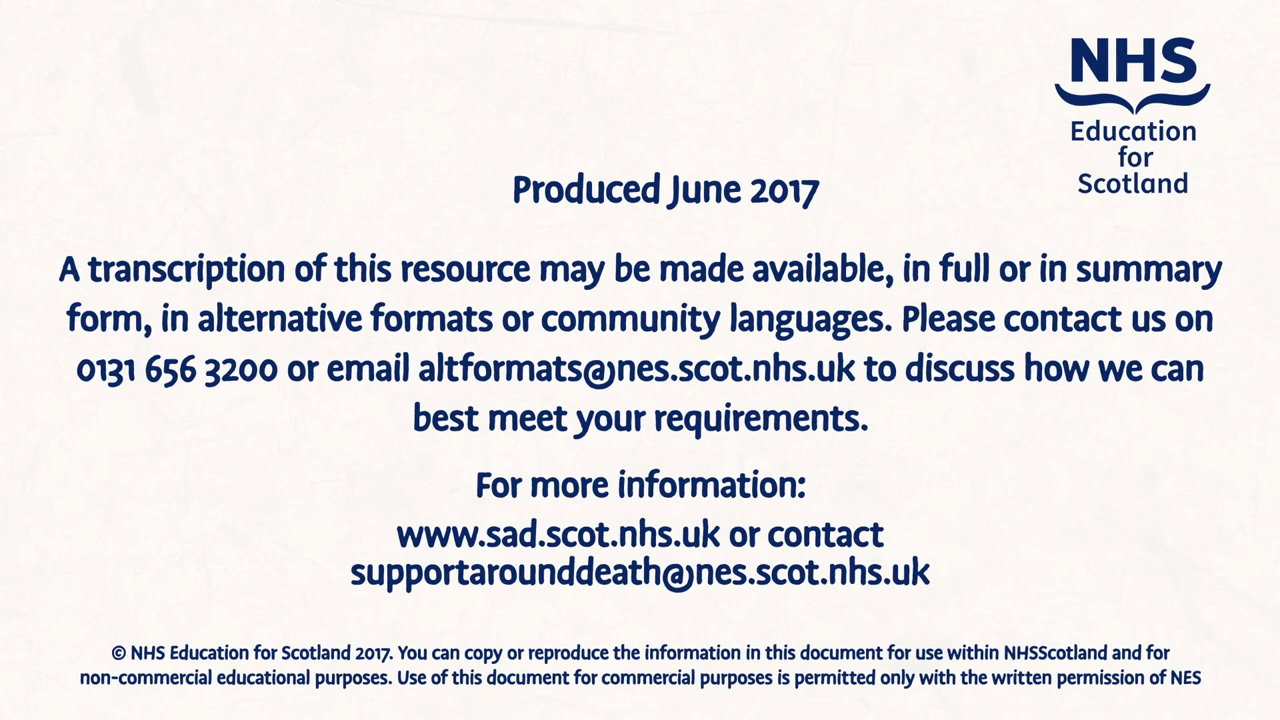 NHS
Education
for
Scotland
Produced June 2017
A transcription of this resource may be made available, in full or in summary
form, in alternative formats or community languages. Please contact us on
0131 656 3200 or email altformats@nes.scot.nhs.uk to discuss how we can
best meet your requirements.
For more information:
www.sad.scot.nhs.uk or contact
supportarounddeath@nes.scot.nhs.uk
© NHS Education for Scotland 2017. You can copy or reproduce the information in this document for use within NHSScotland and for
non-commercial educational purposes. Use of this document for commercial purposes is permitted only with the written permission of NES